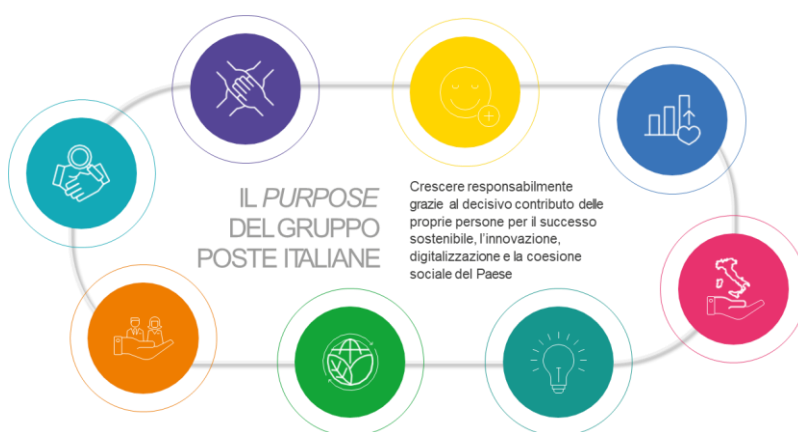 IL PURPOSE
DEL GRUPPO
POSTE ITALIANE
Crescere responsabilmente
grazie al decisivo contributo delle
proprie persone per il successo
sostenibile, l'innovazione,
digitalizzazione e la coesione
sociale del Paese